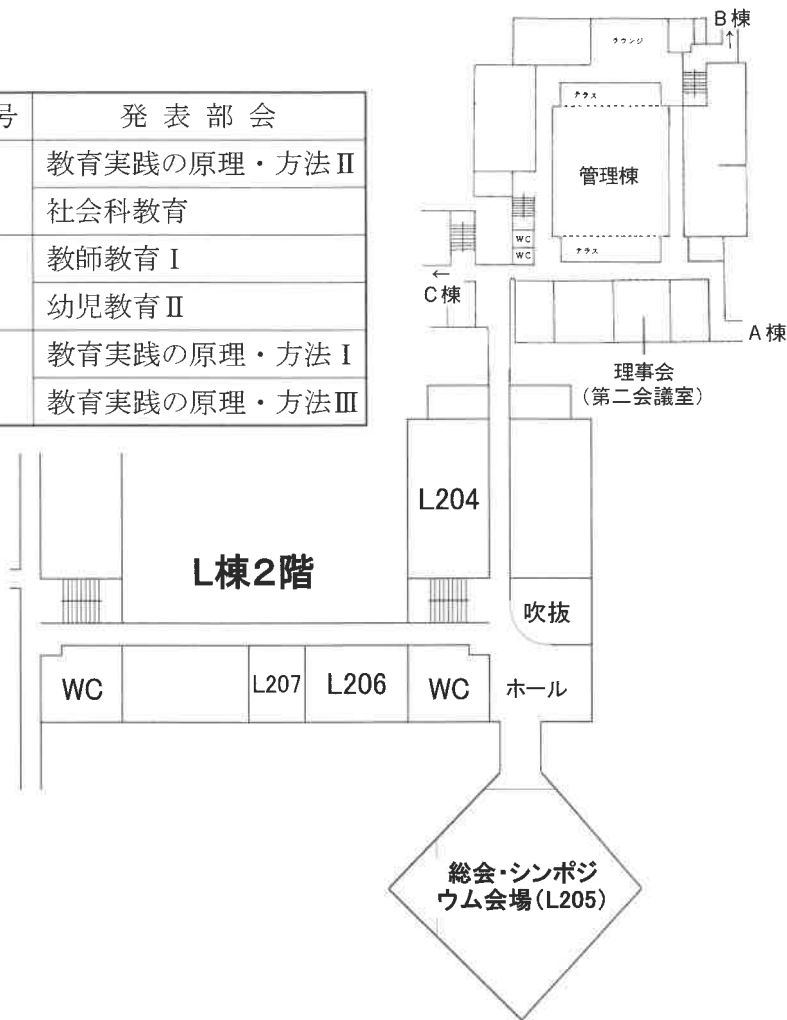 号 発表部会
教育実践の原理・方法Ⅱ
社会科教育
教師教育Ⅰ
幼児教育Ⅱ
教育実践の原理・方法Ⅰ
教育実践の原理・方法Ⅲ
B棟
↑
ラウンジ
テラス
管理棟
WC
WC
テラス
←
C棟
A棟
理事会
(第二会議室)
L204
L棟2階
吹抜
WC
L207
L206
WC
ホール
総会・シンポジ
ウム会場(L205)